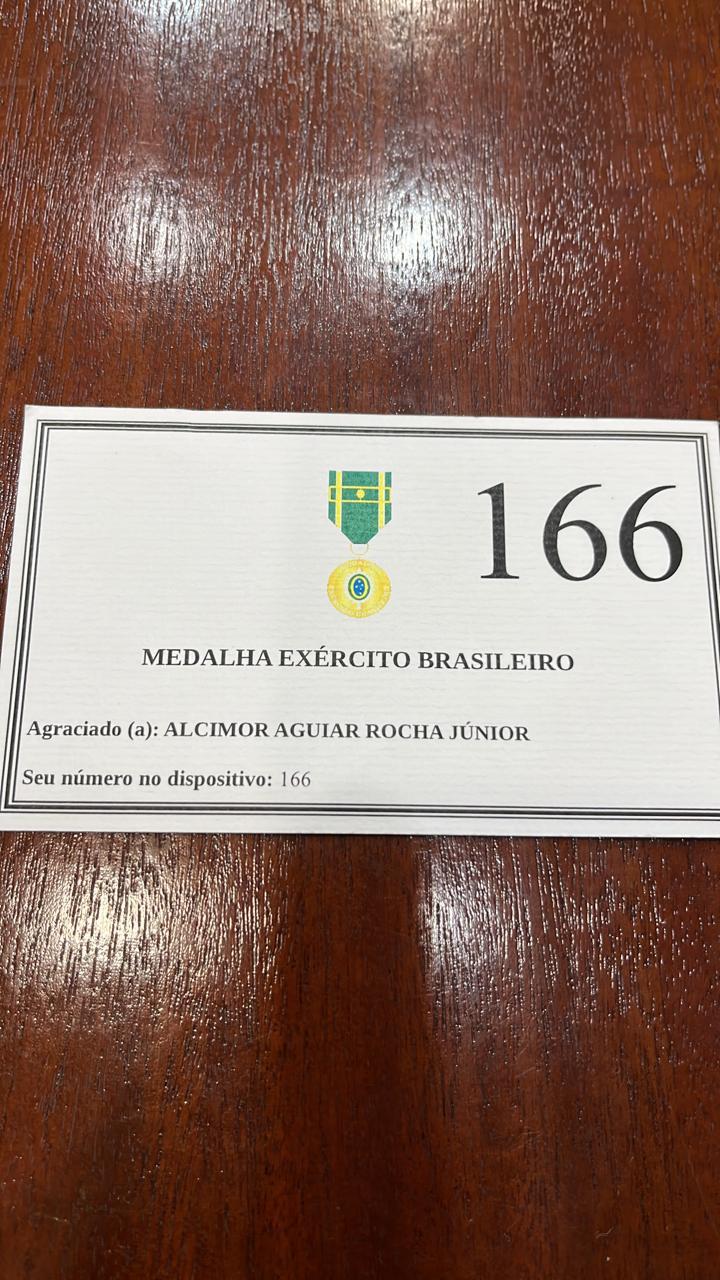 166
MEDALHA EXÉRCITO BRASILEIRO
Agraciado (a): ALCIMOR AGUIAR ROCHA JÚNIOR
Seu número no dispositivo: 166